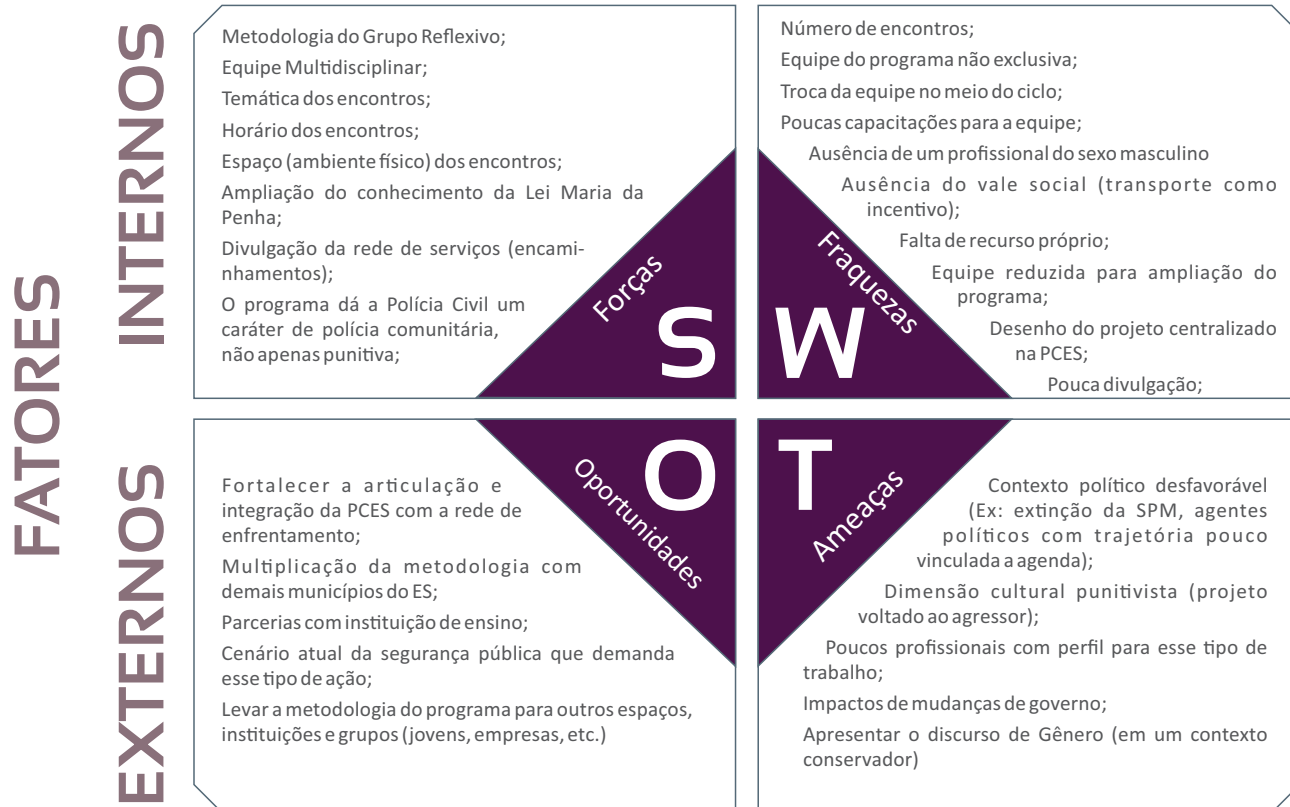 FATORES
INTERNOS
Metodologia do Grupo Reflexivo;
Equipe Multidisciplinar;
Temática dos encontros;
Horário dos encontros;
Espaço (ambiente físico) dos encontros;
Ampliação do conhecimento da Lei Maria da
Penha;
Divulgação da rede de serviços (encami-
nhamentos);
O programa dá a Polícia Civil um
caráter de polícia comunitária,
não apenas punitiva;
Forças
S
Número de encontros;
Equipe do programa não exclusiva;
Troca da equipe no meio do ciclo;
Poucas capacitações para a equipe;
Ausência de um profissional do sexo masculino
Ausência do vale social (transporte como
incentivo);
Falta de recurso próprio;
Equipe reduzida para ampliação do
programa;
Desenho do projeto centralizado
na PCES;
Pouca divulgação;
Fraquezas
W
EXTERNOS
Fortalecer a articulação e
integração da PCES com a rede de
enfrentamento;
Multiplicação da metodologia com
demais municípios do ES;
Parcerias com instituição de ensino;
Cenário atual da segurança pública que demanda
esse tipo de ação;
Levar a metodologia do programa para outros espaços,
instituições e grupos (jovens, empresas, etc.)
Oportunidades
O
Contexto político desfavorável
(Ex: extinção da SPM, agentes
políticos com trajetória pouco
vinculada a agenda);
Dimensão cultural punitivista (projeto
voltado ao agressor);
Poucos profissionais com perfil para esse tipo de
trabalho;
Impactos de mudanças de governo;
Apresentar o discurso de Gênero (em um contexto
conservador)
Ameaças
T